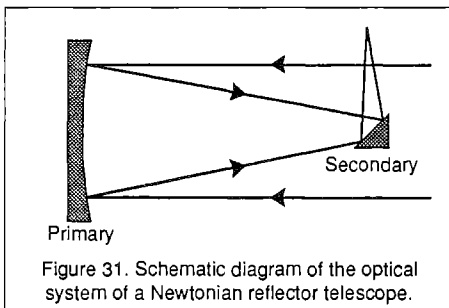 Secondary
Primary
Figure 31. Schematic diagram of the optical
system of a Newtonian reflector telescope.